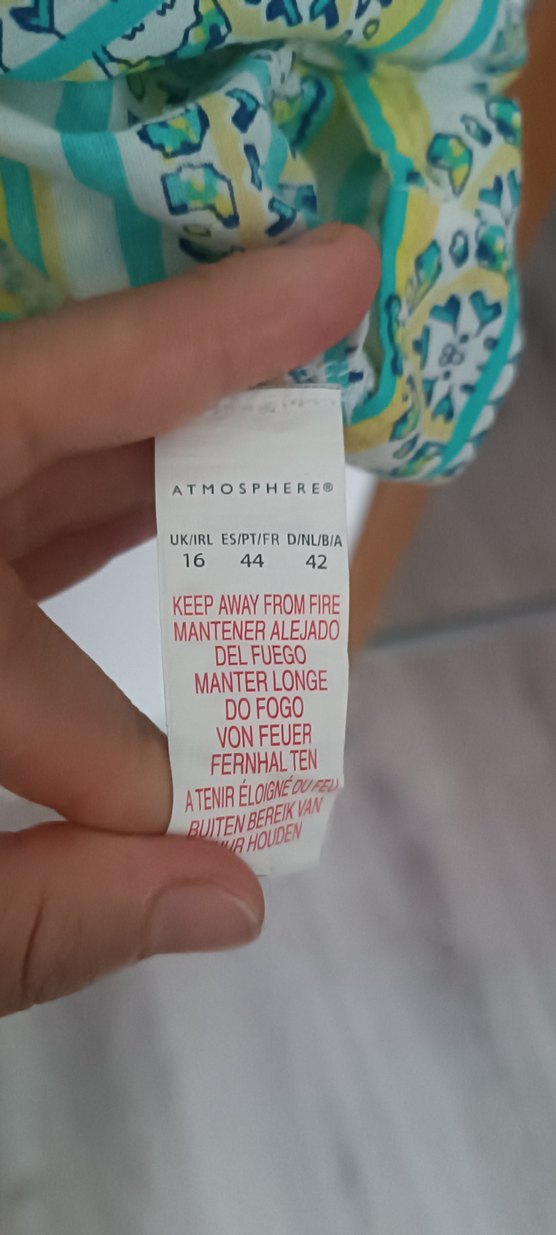 ATMOSPHERE®
UK/IRL ES/PT/FR D/NL/B/A
16 44 42
KEEP AWAY FROM FIRE
MANTENER ALEJADO
DEL FUEGO
MANTER LONGE
DO FOGO
VON FEUER
FERNHALTEN
A TENIR ÉLOIGNÉ DU FEU
BUITEN BEREIK VAN
HOUDEN